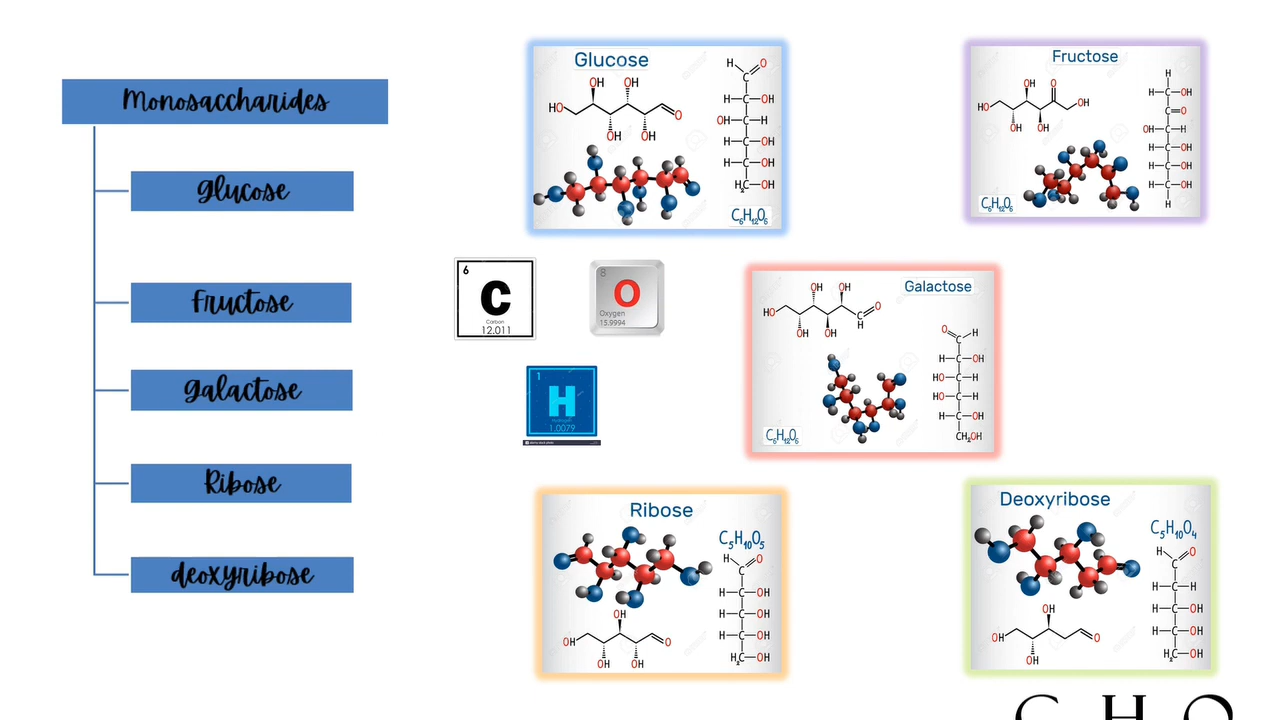 Monosaccharides
Glucose
Fructose
Galactose
Ribose
deoxyribose
Glucose
OH OH
HO
O
OH OH
H O
C
H-C-OH
OH-C-H
H-C-OH
H-C-OH
H₂C-OH
C₆H₁₂O₆
Fructose
OH O
HO OH
OH OH
H
H-C-OH
C=O
OH-C-H
H-C-OH
H-C-OH
H-C-OH
H
C₆H₁₂O₆
6
C
Carbon
12.011
8
O
Oxygen
15.9994
1
H
Hydrogen
1.0079
Galactose
OH OH
HO O
C
H
OH OH
O H
C
H-C-OH
HO-C-H
HO-C-H
H-C-OH
CH₂OH
C₆H₁₂O₆
Ribose
C₅H₁₀O₅
H O
C
H-C-OH
H-C-OH
H-C-OH
H₂C-OH
OH
OH O
OH OH
Deoxyribose
C₅H₁₀O₄
H O
C
H-C-H
H-C-OH
H-C-OH
H₂C-OH
OH
OH O
OH
C H O